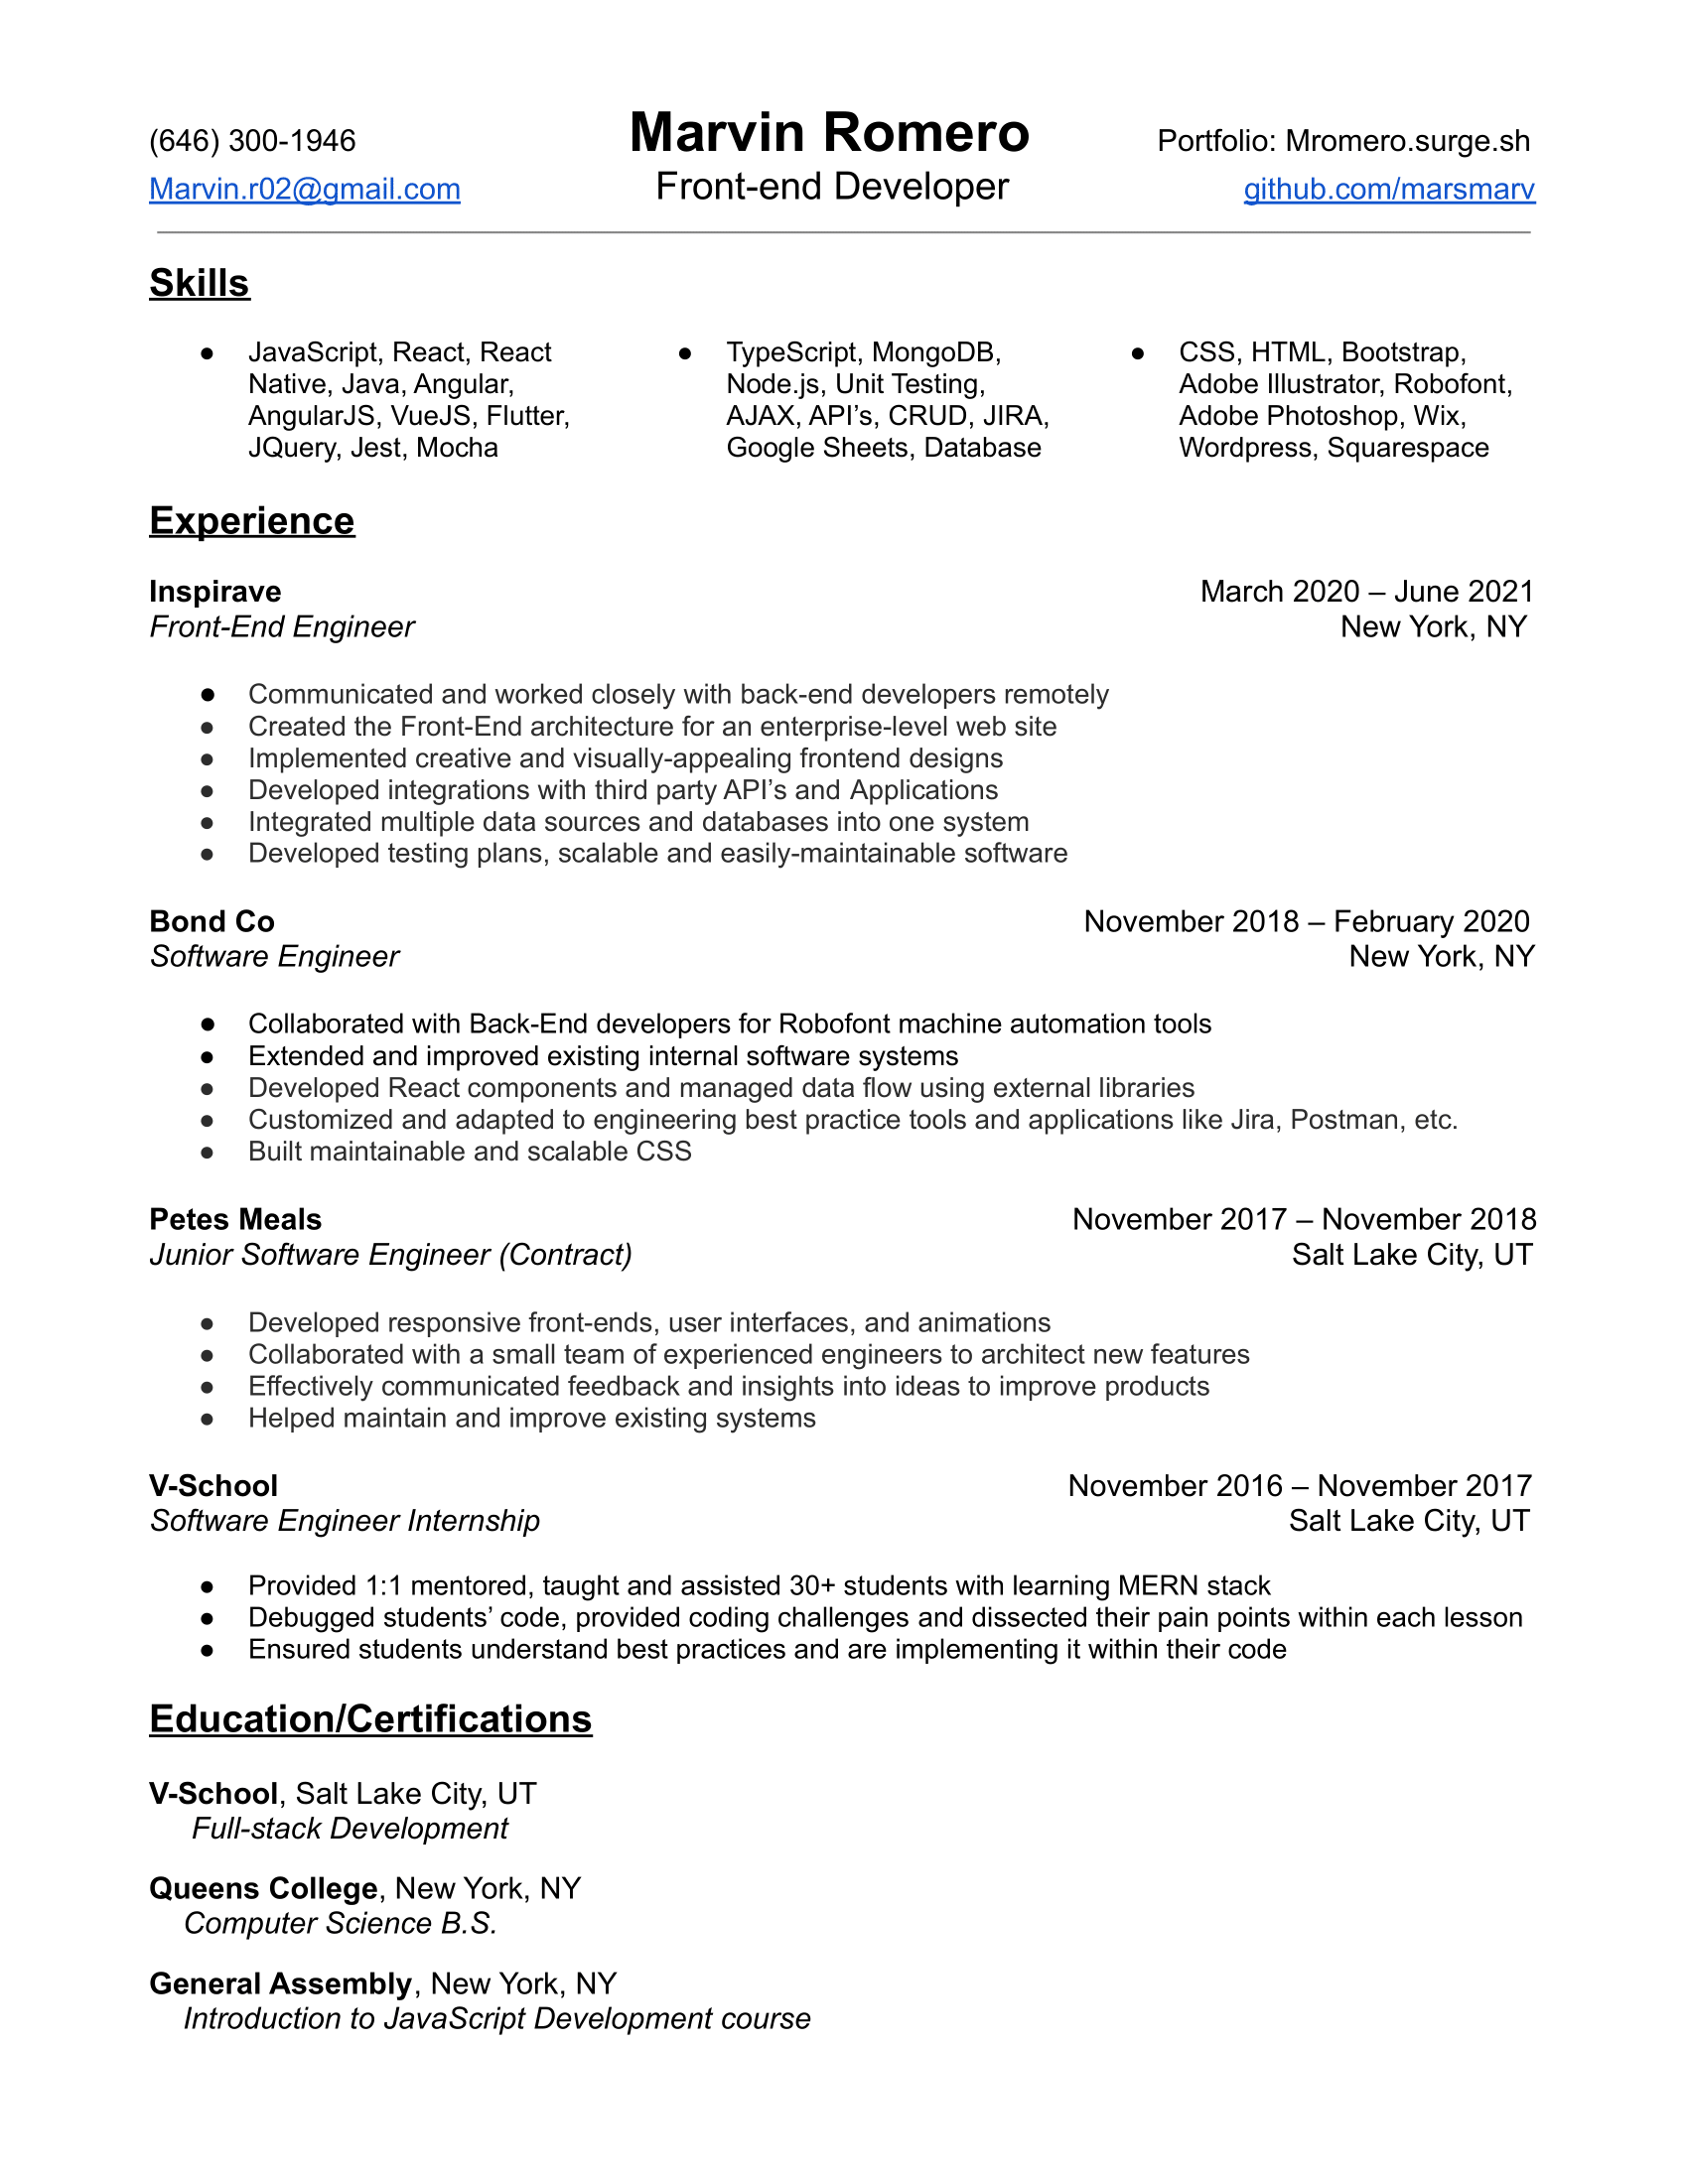 (646) 300-1946 Marvin Romero Portfolio: Mromero.surge.sh
Marvin.r02@gmail.com Front-end Developer github.com/marsmarv
Skills
● JavaScript, React, React
Native, Java, Angular,
AngularJS, VueJS, Flutter,
JQuery, Jest, Mocha
● TypeScript, MongoDB,
Node.js, Unit Testing,
AJAX, API’s, CRUD, JIRA,
Google Sheets, Database
● CSS, HTML, Bootstrap,
Adobe Illustrator, Robofont,
Adobe Photoshop, Wix,
Wordpress, Squarespace
Experience
Inspirave March 2020 – June 2021
Front-End Engineer New York, NY
● Communicated and worked closely with back-end developers remotely
● Created the Front-End architecture for an enterprise-level web site
● Implemented creative and visually-appealing frontend designs
● Developed integrations with third party API’s and Applications
● Integrated multiple data sources and databases into one system
● Developed testing plans, scalable and easily-maintainable software
Bond Co November 2018 – February 2020
Software Engineer New York, NY
● Collaborated with Back-End developers for Robofont machine automation tools
● Extended and improved existing internal software systems
● Developed React components and managed data flow using external libraries
● Customized and adapted to engineering best practice tools and applications like Jira, Postman, etc.
● Built maintainable and scalable CSS
Petes Meals November 2017 – November 2018
Junior Software Engineer (Contract) Salt Lake City, UT
● Developed responsive front-ends, user interfaces, and animations
● Collaborated with a small team of experienced engineers to architect new features
● Effectively communicated feedback and insights into ideas to improve products
● Helped maintain and improve existing systems
V-School November 2016 – November 2017
Software Engineer Internship Salt Lake City, UT
● Provided 1:1 mentored, taught and assisted 30+ students with learning MERN stack
● Debugged students’ code, provided coding challenges and dissected their pain points within each lesson
● Ensured students understand best practices and are implementing it within their code
Education/Certifications
V-School, Salt Lake City, UT
Full-stack Development
Queens College, New York, NY
Computer Science B.S.
General Assembly, New York, NY
Introduction to JavaScript Development course